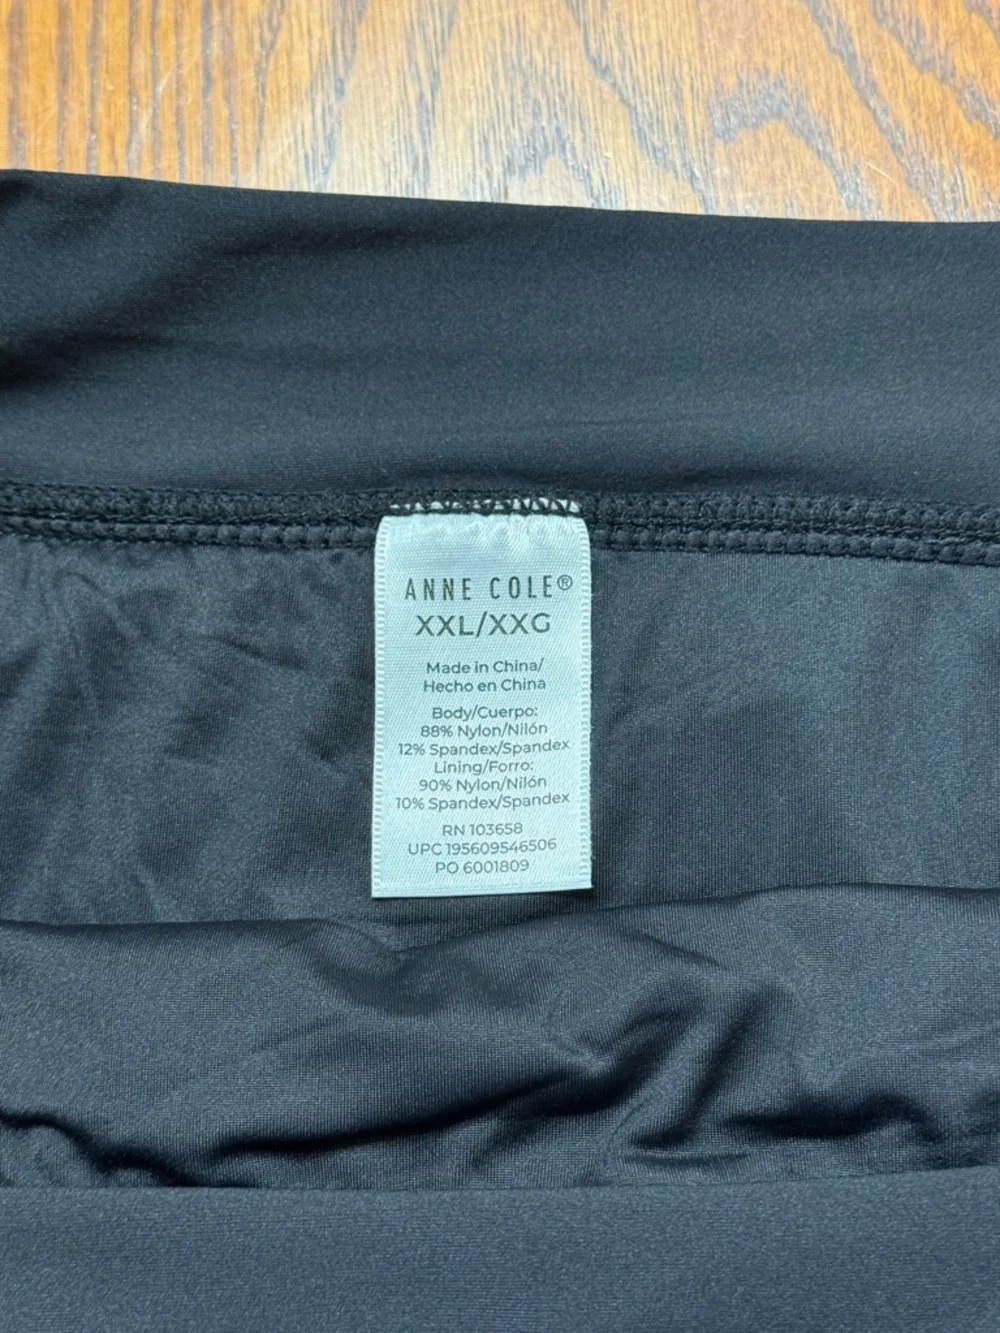 ANNE COLE®
XXL/XXG
Made in China/
Hecho en China
Body/Cuerpo:
88% Nylon/Nilón
12% Spandex/Spandex
Lining/Forro:
90% Nylon/Nilón
10% Spandex/Spandex
RN 103658
UPC 195609546506
PO 6001809